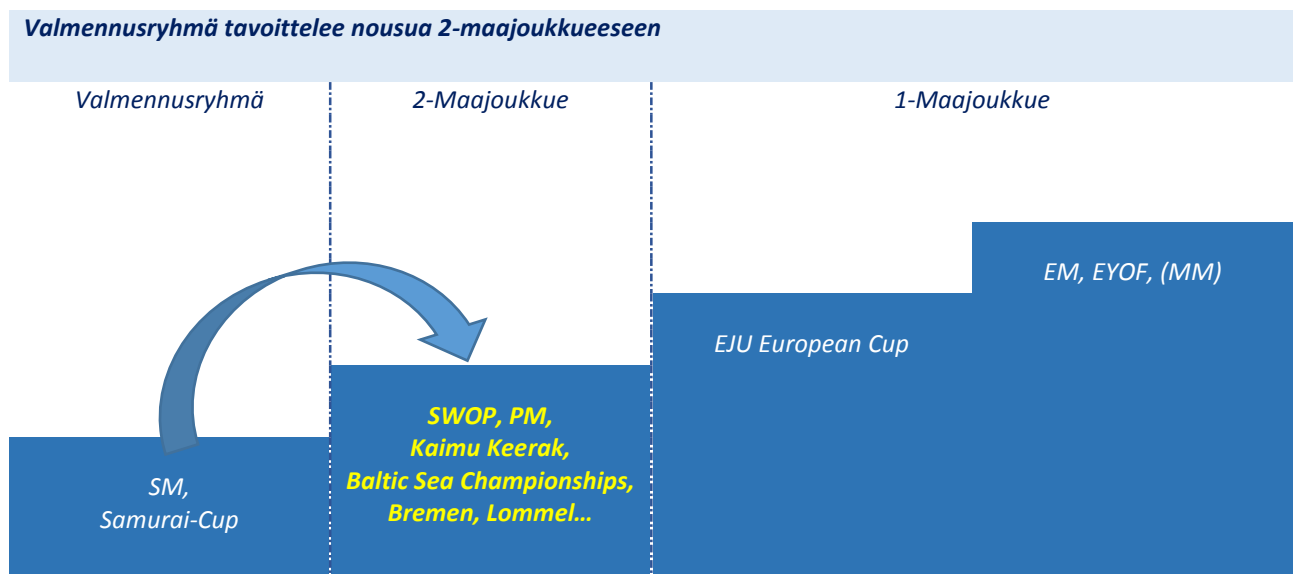 Valmennusryhmä tavoittelee nousua 2-maajoukkueeseen
Valmennusryhmä
2-Maajoukkue
1-Maajoukkue
EM, EYOF, (MM)
EJU European Cup
SWOP, PM,
Kaimu Keerak,
Baltic Sea Championships,
Bremen, Lommel…
SM,
Samurai-Cup